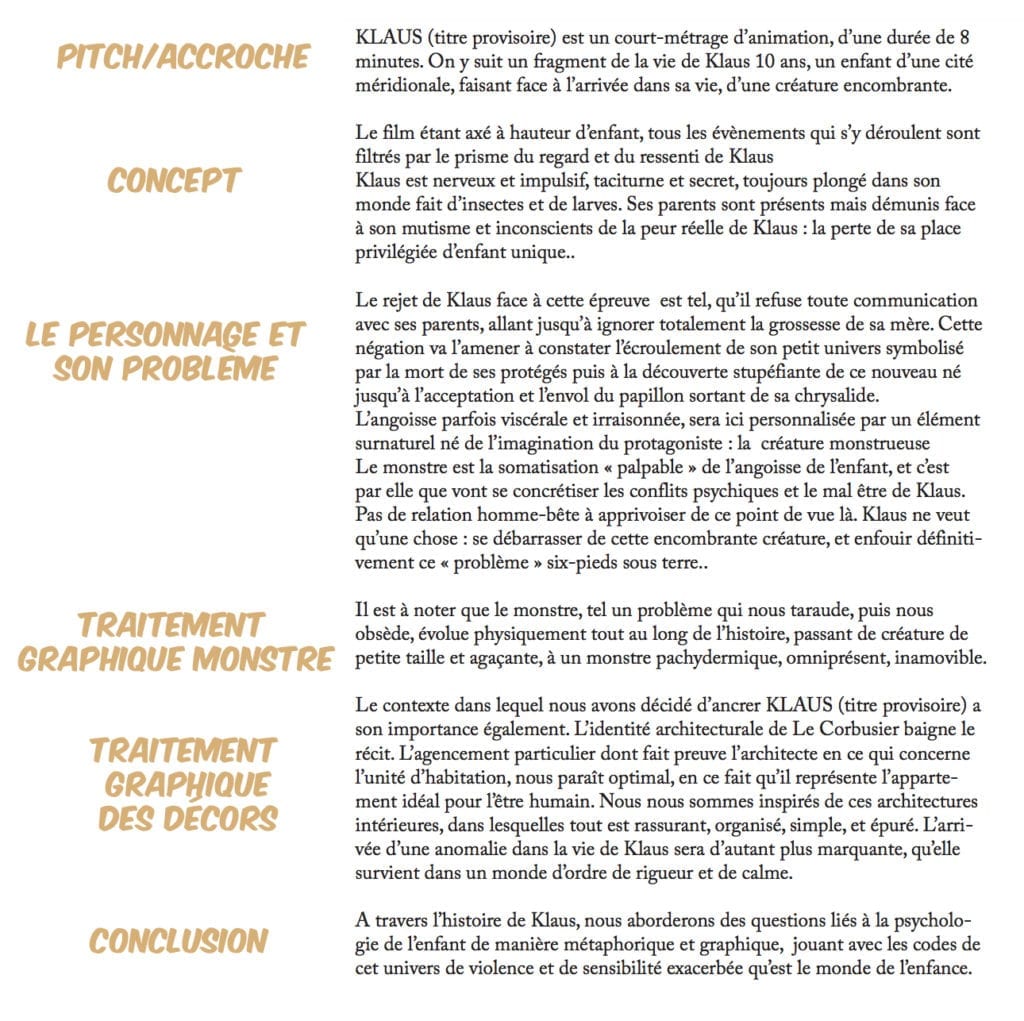 PITCH/ACCROCHE
KLAUS (titre provisoire) est un court-métrage d’animation, d’une durée de 8
minutes. On y suit un fragment de la vie de Klaus 10 ans, un enfant d’une cité
méridionale, faisant face à l’arrivée dans sa vie, d’une créature encombrante.
CONCEPT
Le film étant axé à hauteur d’enfant, tous les évènements qui s’y déroulent sont
filtrés par le prisme du regard et du ressenti de Klaus
Klaus est nerveux et impulsif, taciturne et secret, toujours plongé dans son
monde fait d’insectes et de larves. Ses parents sont présents mais démunis face
à son mutisme et inconscients de la peur réelle de Klaus : la perte de sa place
privilégiée d’enfant unique..
LE PERSONNAGE ET
SON PROBLÈME
Le rejet de Klaus face à cette épreuve  est tel, qu’il refuse toute communication
avec ses parents, allant jusqu’à ignorer totalement la grossesse de sa mère. Cette
négation va l’amener à constater l’écroulement de son petit univers symbolisé
par la mort de ses protégés puis à la découverte stupéfiante de ce nouveau né
jusqu’à l’acceptation et l’envol du papillon sortant de sa chrysalide.
L’angoisse parfois viscérale et irraisonnée, sera ici personnalisée par un élément
surnaturel né de l’imagination du protagoniste : la  créature monstrueuse
Le monstre est la somatisation « palpable » de l’angoisse de l’enfant, et c’est
par elle que vont se concrétiser les conflits psychiques et le mal être de Klaus.
Pas de relation homme-bête à apprivoiser de ce point de vue là. Klaus ne veut
qu’une chose : se débarrasser de cette encombrante créature, et enfouir définiti-
vement ce « problème » six-pieds sous terre..
TRAITEMENT
GRAPHIQUE MONSTRE
Il est à noter que le monstre, tel un problème qui nous taraude, puis nous
obsède, évolue physiquement tout au long de l’histoire, passant de créature de
petite taille et agaçante, à un monstre pachydermique, omniprésent, inamovible.
TRAITEMENT
GRAPHIQUE
DES DÉCORS
Le contexte dans lequel nous avons décidé d’ancrer KLAUS (titre provisoire) a
son importance également. L’identité architecturale de Le Corbusier baigne le
récit. L’agencement particulier dont fait preuve l’architecte en ce qui concerne
l’unité d’habitation, nous paraît optimal, en ce fait qu’il représente l’apparte-
ment idéal pour l’être humain. Nous nous sommes inspirés de ces architectures
intérieures, dans lesquelles tout est rassurant, organisé, simple, et épuré. L’arri-
vée d’une anomalie dans la vie de Klaus sera d’autant plus marquante, qu’elle
survient dans un monde d’ordre de rigueur et de calme.
CONCLUSION
A travers l’histoire de Klaus, nous aborderons des questions liés à la psycholo-
gie de l’enfant de manière métaphorique et graphique,  jouant avec les codes de
cet univers de violence et de sensibilité exacerbée qu’est le monde de l’enfance.